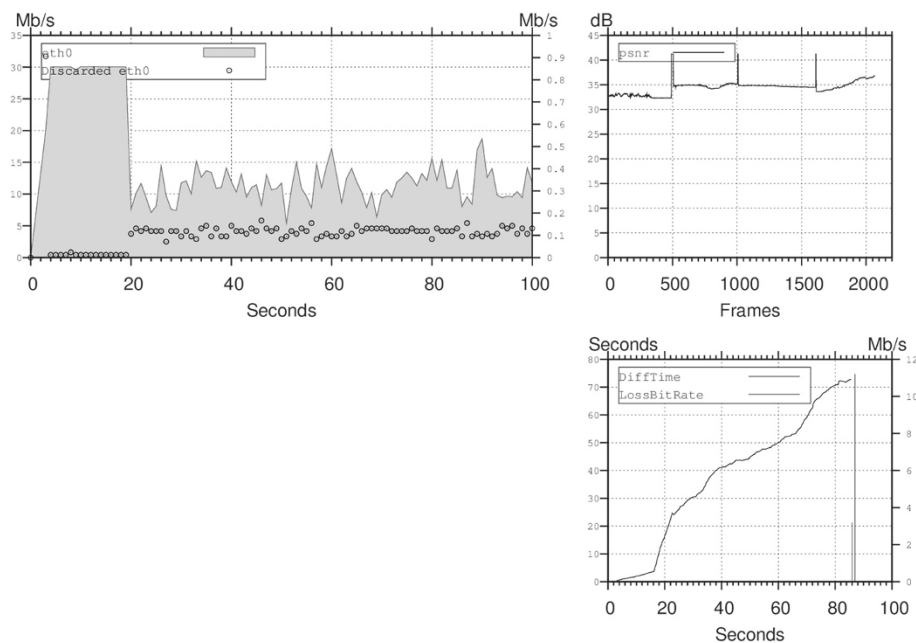 Mb/s Mb/s
35 1
30 0.9
0.8
25 0.7
20 0.6
0.5
15 0.4
10 0.3
0.2
5 0.1
0 0
eth0
Discarded eth0
0 20 40 60 80 100
Seconds
dB
50
45
40
35
30
25
20
15
10
5
0
psnr
0 500 1000 1500 2000
Frames
Seconds Mb/s
80 12
70 10
60
8
50
40 6
30
4
20
10 2
0 0
DiffTime
LossBitRate
0 20 40 60 80 100
Seconds